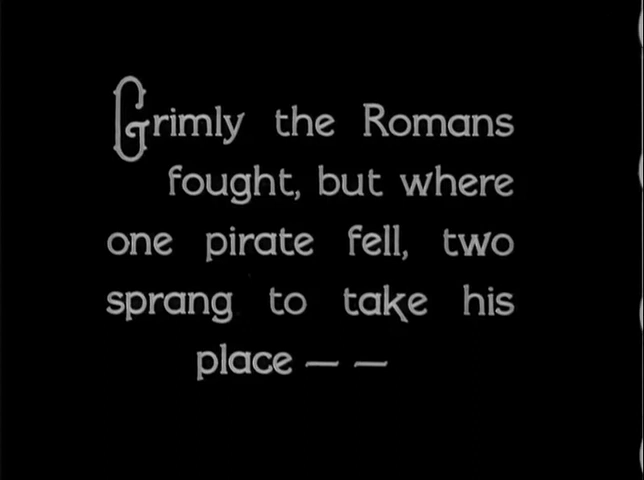 Grimly the Romans
fought, but where
one pirate fell, two
sprang to take his
place — —